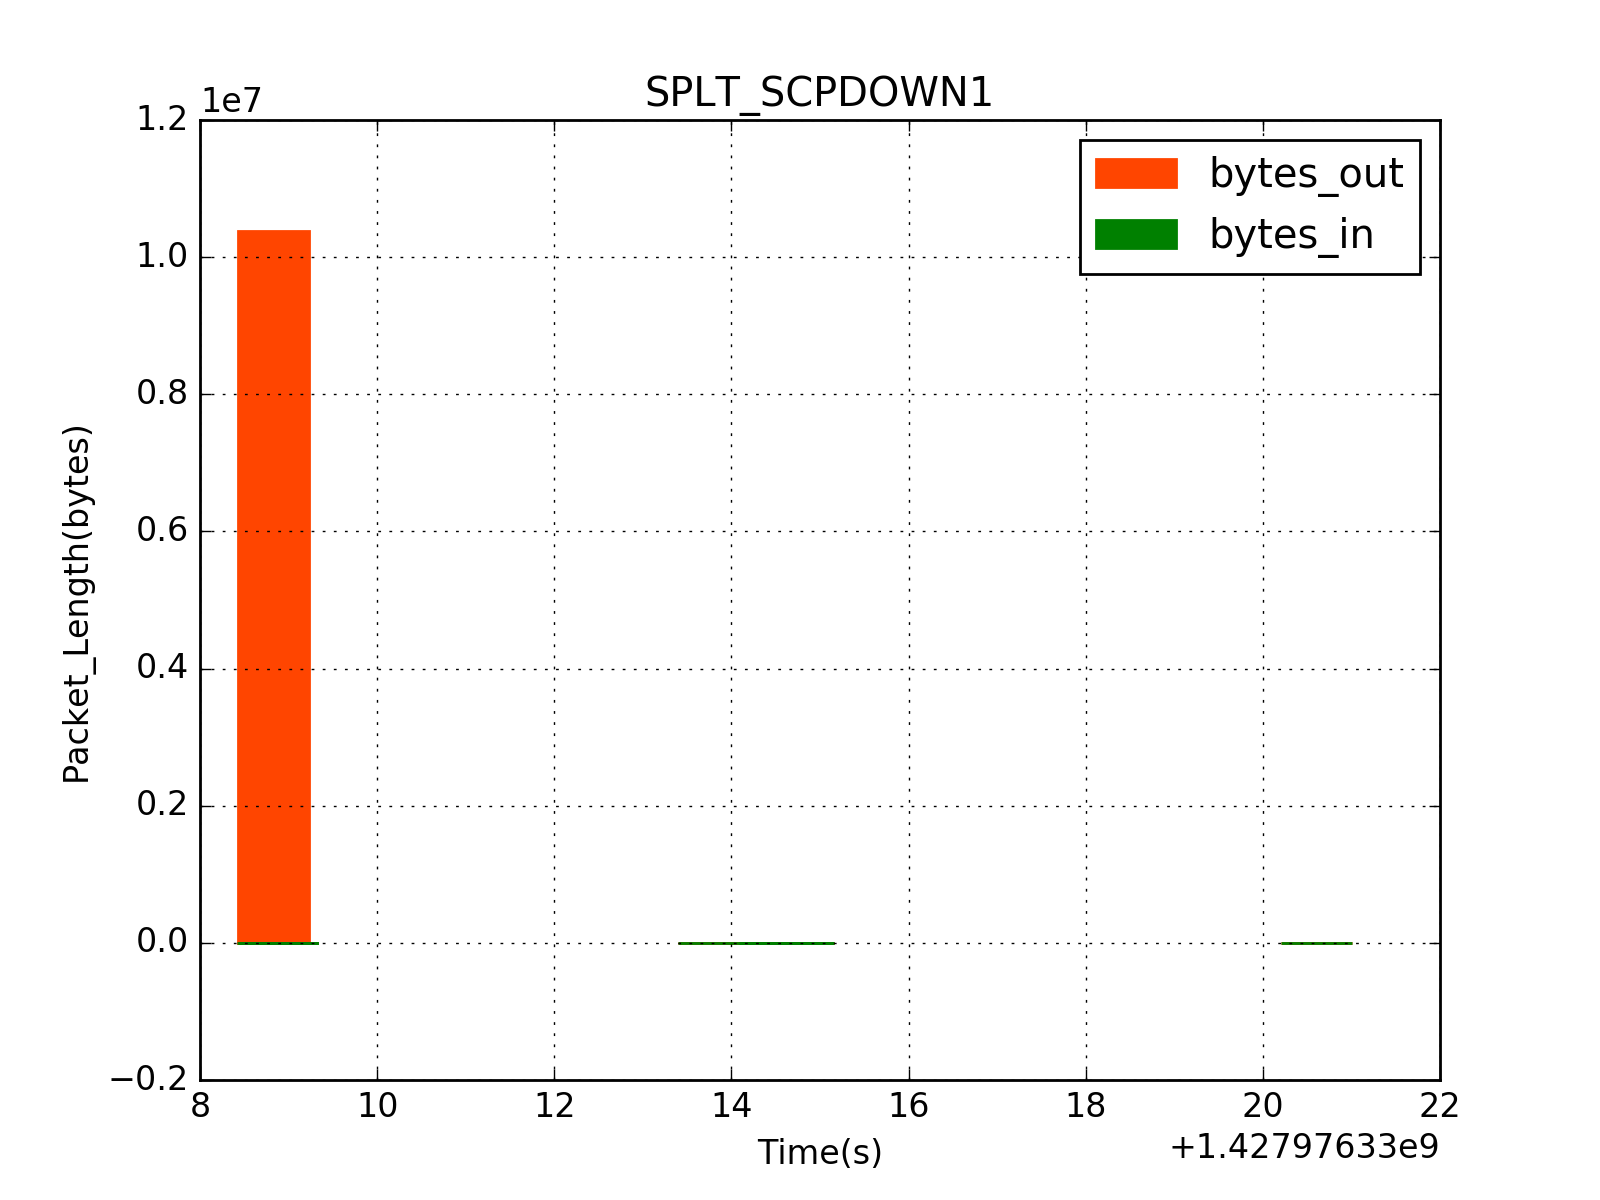 SPLT_SCPDOWN1
1e7
1.2
1.0
0.8
0.6
0.4
0.2
0.0
−0.2
Packet_Length(bytes)
bytes_out
bytes_in
8 10 12 14 16 18 20 22
Time(s)
+1.42797633e9